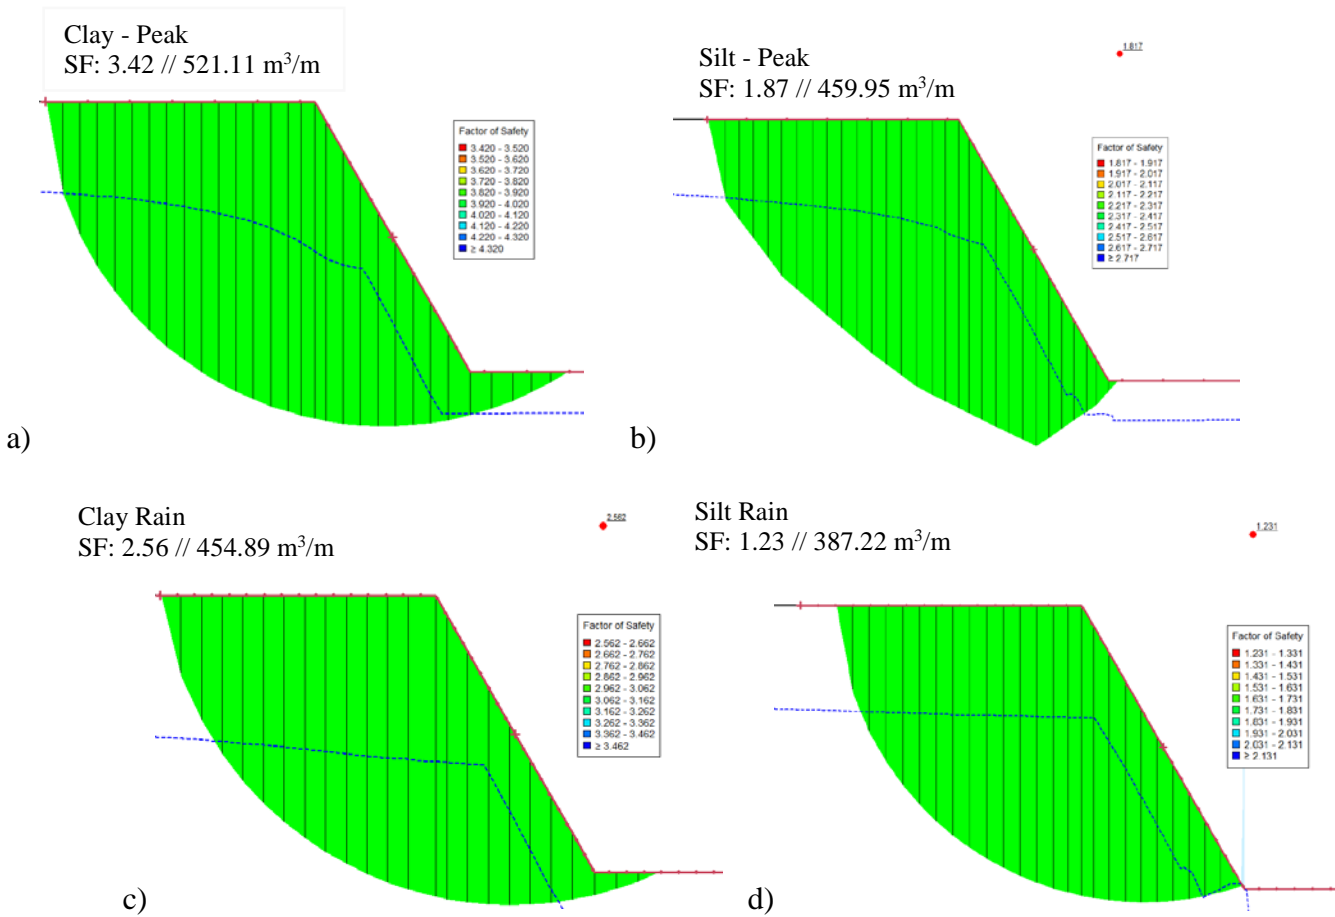 Clay - Peak
SF: 3.42 // 521.11 m³/m
Factor of Safety
3.420 - 3.520
3.520 - 3.620
3.620 - 3.720
3.720 - 3.820
3.820 - 3.920
3.920 - 4.020
4.020 - 4.120
4.120 - 4.220
4.220 - 4.320
≥ 4.320
a)
Silt - Peak
SF: 1.87 // 459.95 m³/m
1.817
Factor of Safety
1.817 - 1.917
1.917 - 2.017
2.017 - 2.117
2.117 - 2.217
2.217 - 2.317
2.317 - 2.417
2.417 - 2.517
2.517 - 2.617
2.617 - 2.717
≥ 2.717
b)
Clay Rain
SF: 2.56 // 454.89 m³/m
2.562
Factor of Safety
2.562 - 2.662
2.662 - 2.762
2.762 - 2.862
2.862 - 2.962
2.962 - 3.062
3.062 - 3.162
3.162 - 3.262
3.262 - 3.362
3.362 - 3.462
≥ 3.462
c)
Silt Rain
SF: 1.23 // 387.22 m³/m
1.231
Factor of Safety
1.231 - 1.331
1.331 - 1.431
1.431 - 1.531
1.531 - 1.631
1.631 - 1.731
1.731 - 1.831
1.831 - 1.931
1.931 - 2.031
2.031 - 2.131
≥ 2.131
d)